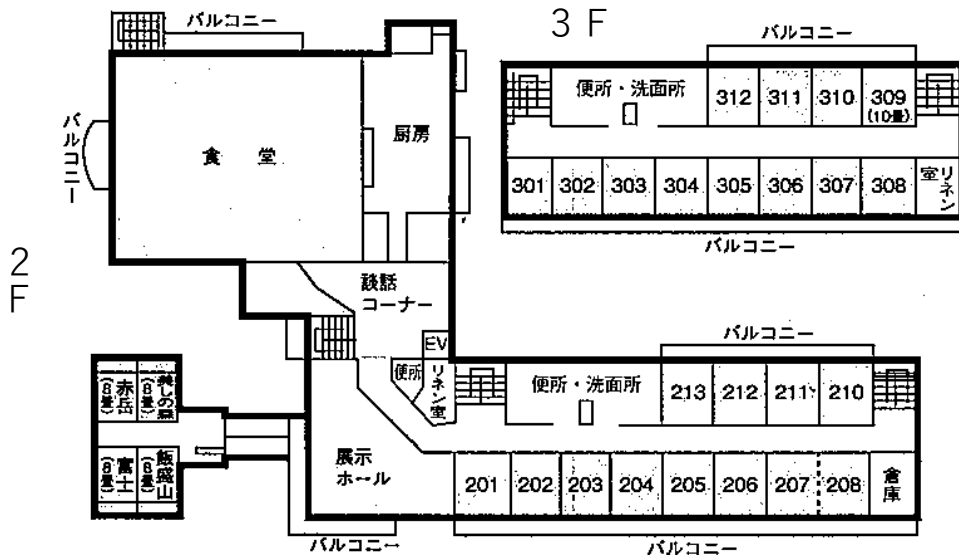 バルコニー
3 F
バルコニー
便所・洗面所
312
311
310
309
(10畳)
厨房
食 堂
バルコニー
301
302
303
304
305
306
307
308
リネン
室
バルコニー
2
F
談話
コーナー
EV
バルコニー
便所
リネン室
便所・洗面所
213
212
211
210
赤岳
(8畳)
美しの森
(8畳)
富士
(8畳)
飯盛山
(8畳)
展示
ホール
201
202
203
204
205
206
207
208
倉庫
バルコニー
バルコニー